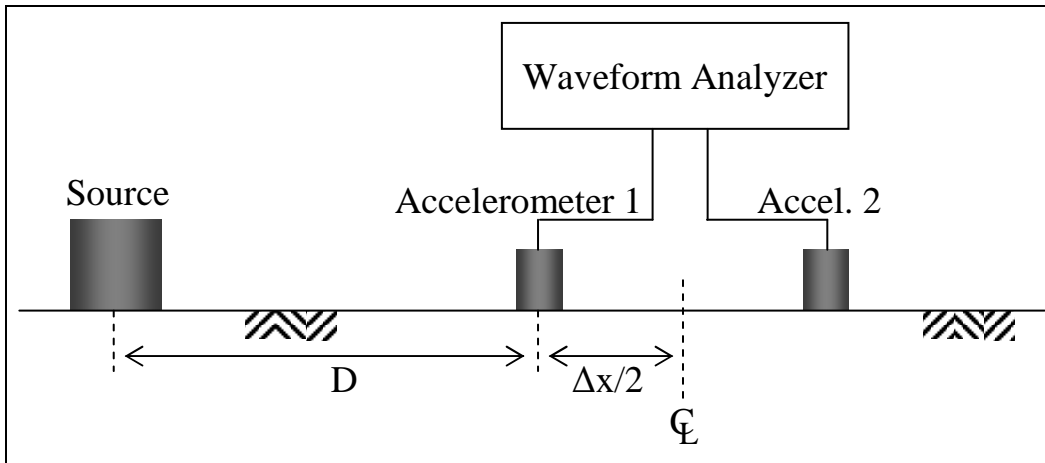 Waveform Analyzer
Source
Accelerometer 1
Accel. 2
D
Δx/2
℄